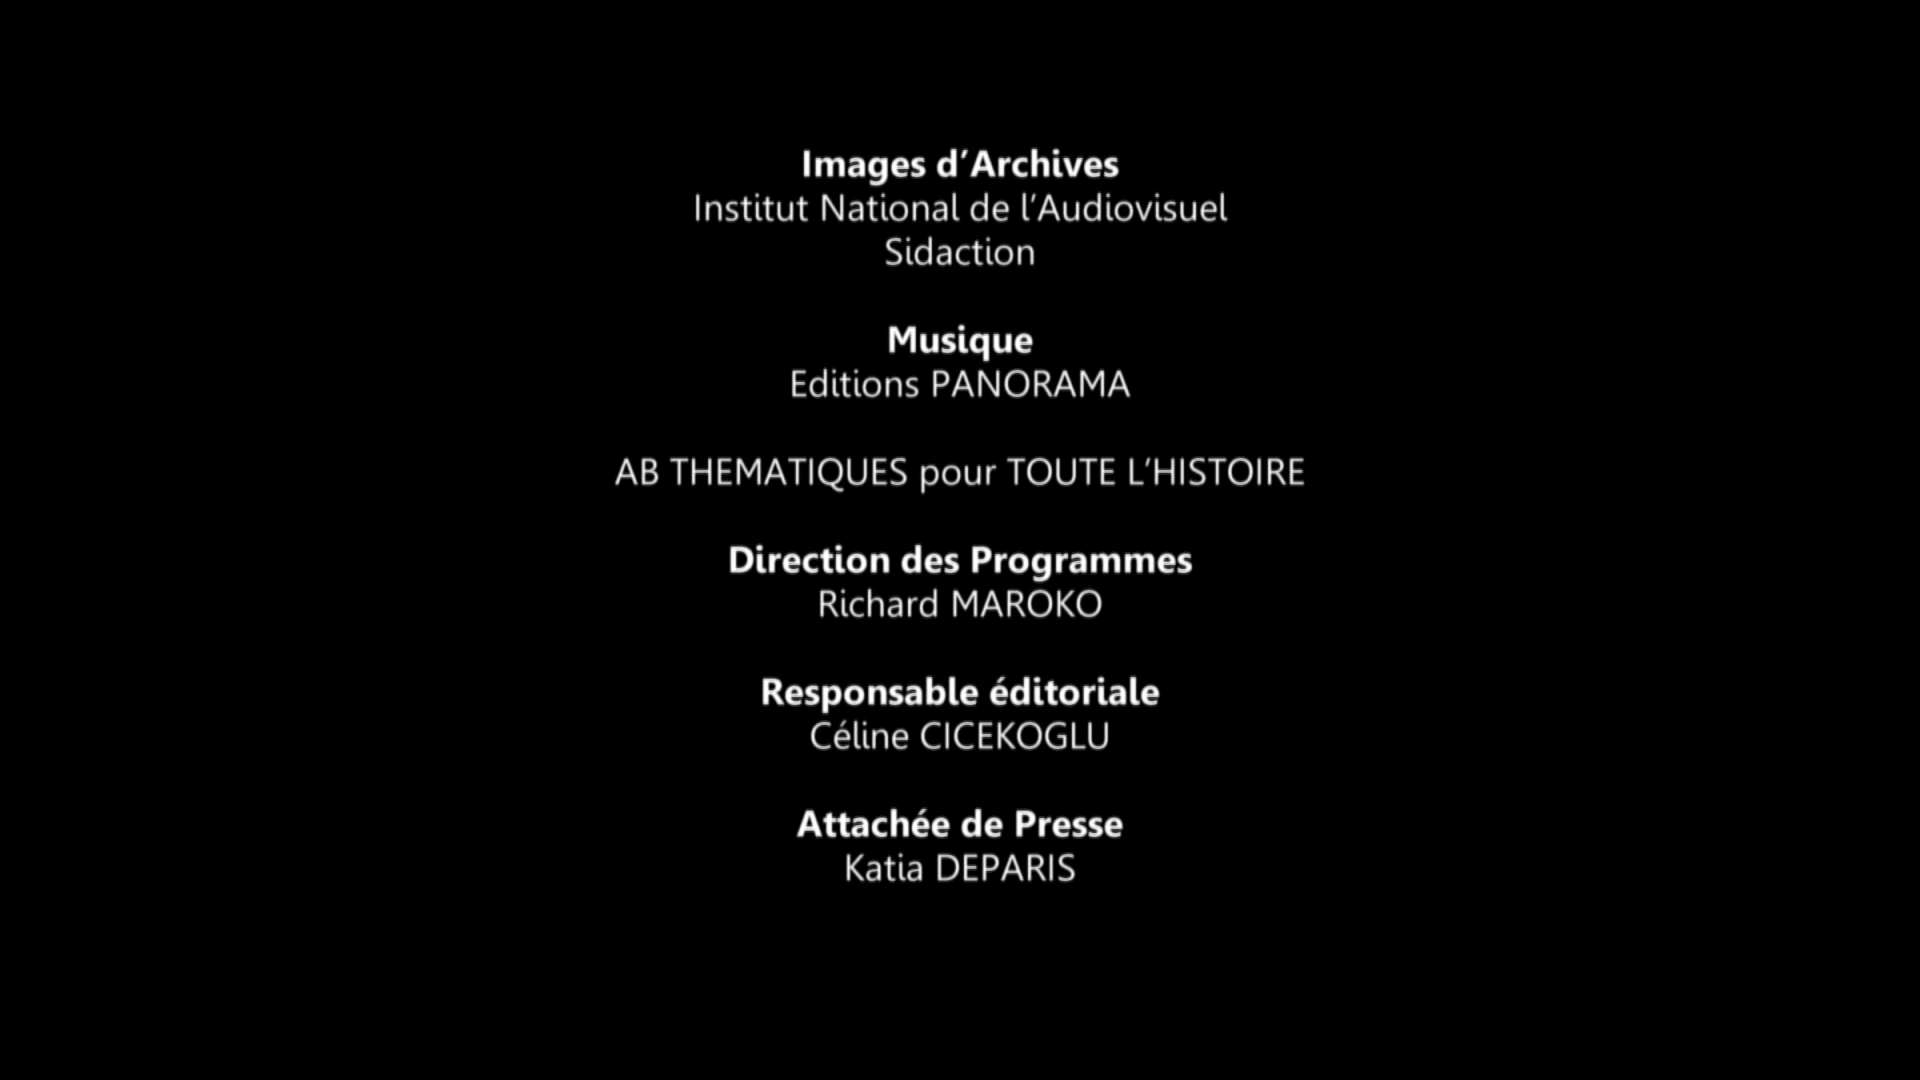 Images d’Archives
Institut National de l’Audiovisuel
Sidaction
Musique
Editions PANORAMA
AB THEMATIQUES pour TOUTE L’HISTOIRE
Direction des Programmes
Richard MAROKO
Responsable éditoriale
Céline CICEKOGLU
Attachée de Presse
Katia DEPARIS